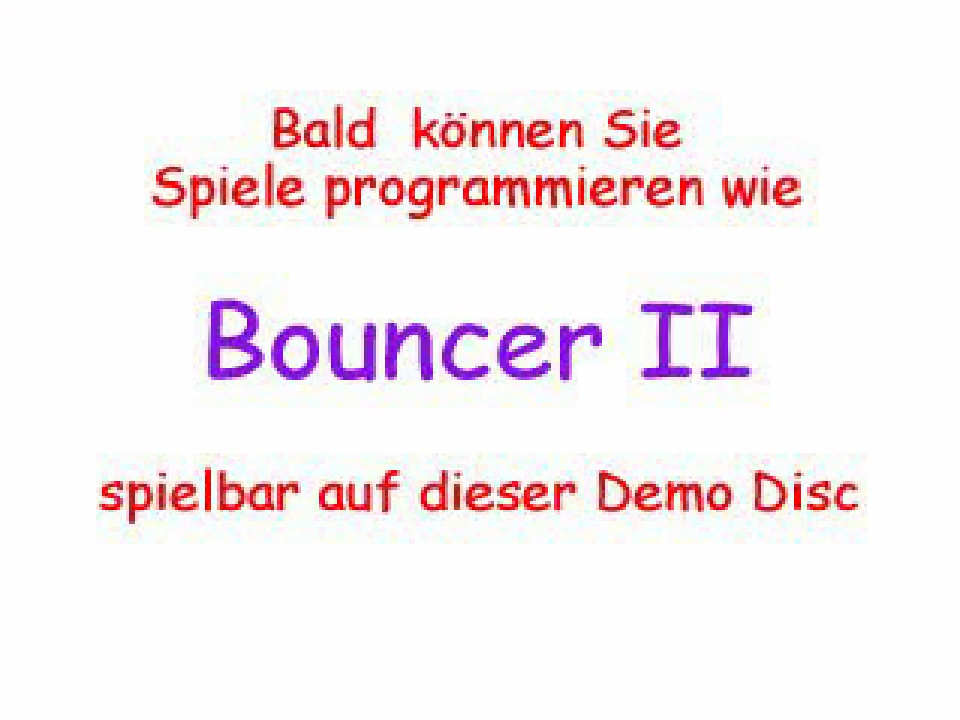 Bald können Sie
Spiele programmieren wie
Bouncer II
spielbar auf dieser Demo Disc